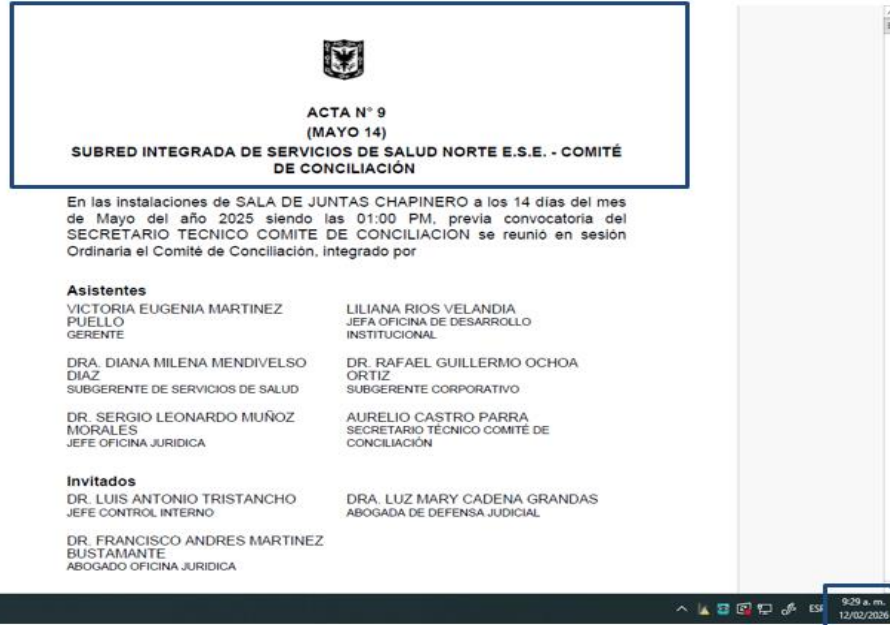 ACTA N° 9
(MAYO 14)
SUBRED INTEGRADA DE SERVICIOS DE SALUD NORTE E.S.E. - COMITÉ
DE CONCILIACIÓN
En las instalaciones de SALA DE JUNTAS CHAPINERO a los 14 días del mes
de Mayo del año 2025 siendo las 01:00 PM, previa convocatoria del
SECRETARIO TECNICO COMITE DE CONCILIACION se reunió en sesión
Ordinaria el Comité de Conciliación, integrado por
Asistentes
VICTORIA EUGENIA MARTINEZ
PUELLO
GERENTE
LILIANA RIOS VELANDIA
JEFA OFICINA DE DESARROLLO
INSTITUCIONAL
DRA. DIANA MILENA MENDIVELSO
DIAZ
SUBGERENTE DE SERVICIOS DE SALUD
DR. RAFAEL GUILLERMO OCHOA
ORTIZ
SUBGERENTE CORPORATIVO
DR. SERGIO LEONARDO MUÑOZ
MORALES
JEFE OFICINA JURIDICA
AURELIO CASTRO PARRA
SECRETARIO TÉCNICO COMITÉ DE
CONCILIACIÓN
Invitados
DR. LUIS ANTONIO TRISTANCHO
JEFE CONTROL INTERNO
DRA. LUZ MARY CADENA GRANDAS
ABOGADA DE DEFENSA JUDICIAL
DR. FRANCISCO ANDRES MARTINEZ
BUSTAMANTE
ABOGADO OFICINA JURIDICA
9:29 a. m.
12/02/2026